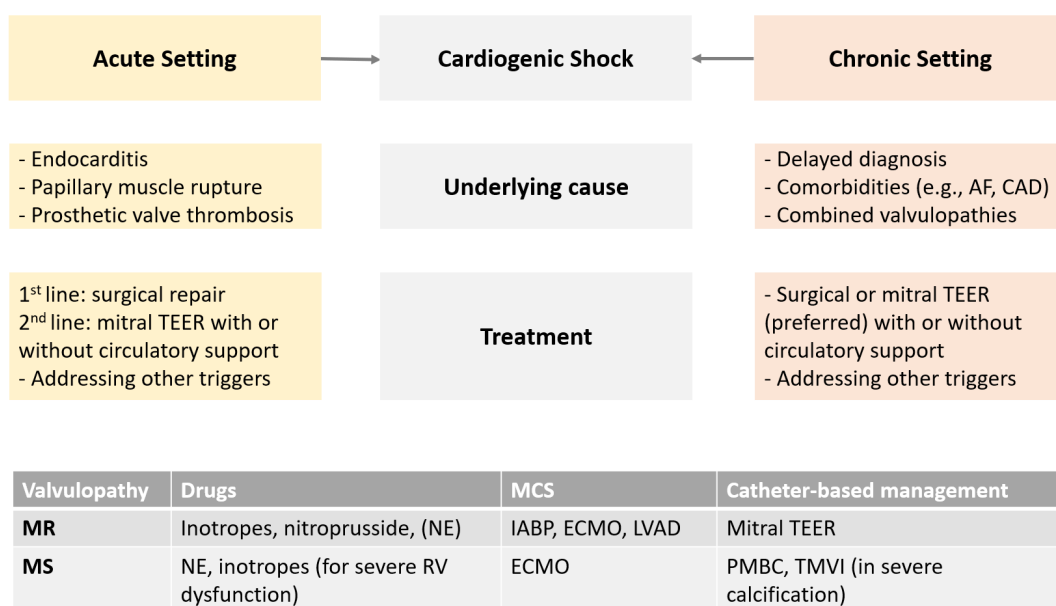 Acute Setting
Cardiogenic Shock
Chronic Setting
- Endocarditis
- Papillary muscle rupture
- Prosthetic valve thrombosis
Underlying cause
- Delayed diagnosis
- Comorbidities (e.g., AF, CAD)
- Combined valvulopathies
1st line: surgical repair
2nd line: mitral TEER with or
without circulatory support
- Addressing other triggers
Treatment
- Surgical or mitral TEER
(preferred) with or without
circulatory support
- Addressing other triggers
Valvulopathy Drugs MCS Catheter-based management
MR Inotropes, nitroprusside, (NE) IABP, ECMO, LVAD Mitral TEER
MS NE, inotropes (for severe RV ECMO PMBC, TMVI (in severe
dysfunction) calcification)